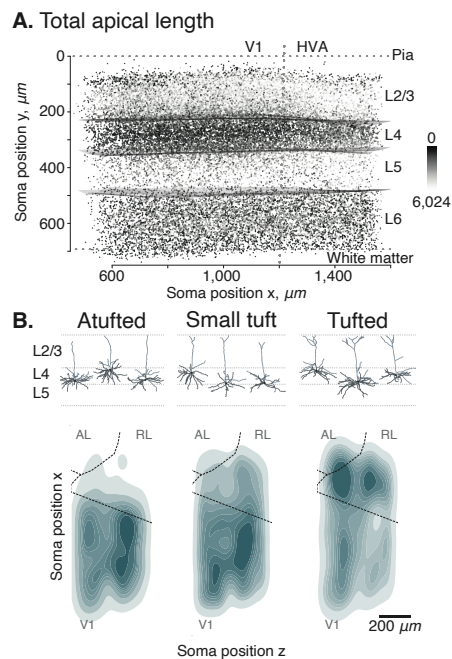 A. Total apical length
V1 HVA
0 Pia
L2/3
200
L4
0
L5
400
6,024
600
L6
White matter
600 1,000 1,400
Soma position x, µm
Soma position y, µm
B. Atufted Small tuft Tufted
L2/3
L4
L5
AL RL AL RL AL RL
Soma position x
V1 V1 V1
200 µm
Soma position z